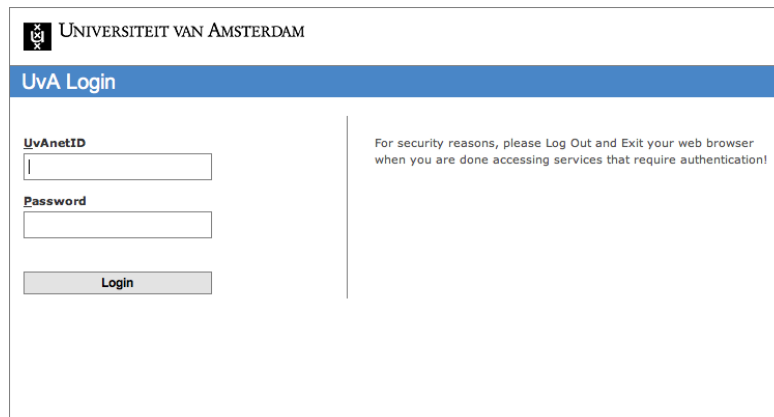 UNIVERSITEIT VAN AMSTERDAM
UvA Login
UvAnetID
Password
Login
For security reasons, please Log Out and Exit your web browser
when you are done accessing services that require authentication!